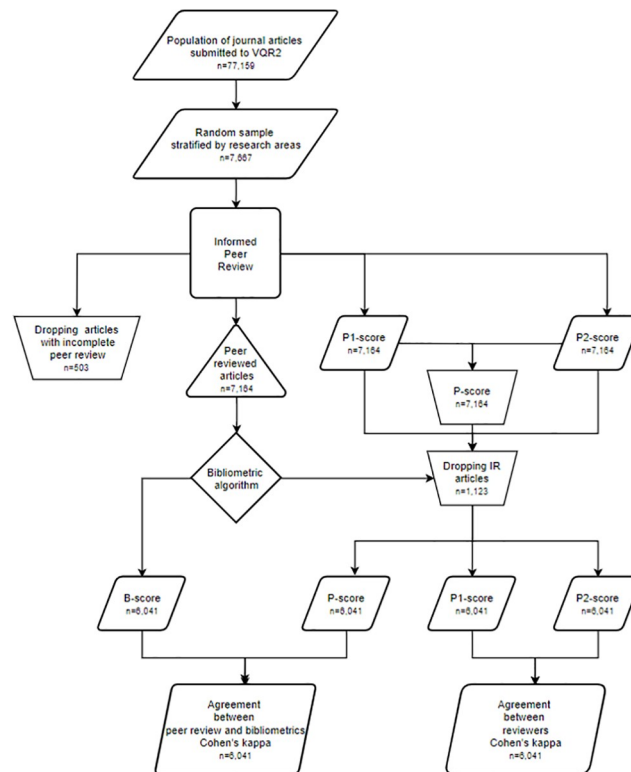 Population of journal articles
submitted to VQR2
n=77,159
Random sample
stratified by research areas
n=7,667
Informed
Peer
Review
Dropping articles
with incomplete
peer review
n=503
Peer
reviewed
articles
n=7,164
P1-score
n=7,164
P2-score
n=7,164
P-score
n=7,164
Bibliometric
algorithm
Dropping IR
articles
n=1,123
B-score
n=6,041
P-score
n=6,041
P1-score
n=6,041
P2-score
n=6,041
Agreement
between
peer review and bibliometrics
Cohen's kappa
n=6,041
Agreement
between
reviewers
Cohen's kappa
n=6,041